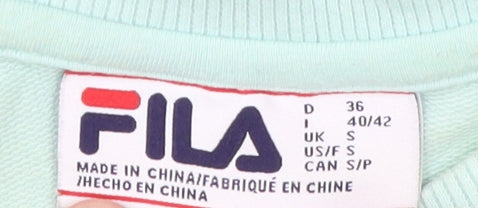 FILA
D 36
I 40/42
UK S
US/F S
CAN S/P
MADE IN CHINA/FABRIQUÉ EN CHINE
/HECHO EN CHINA